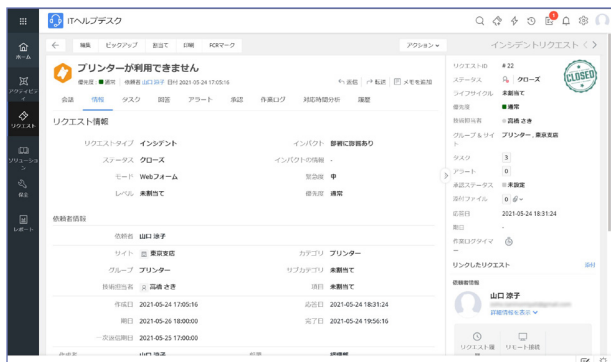 ITヘルプデスク
編集 ピックアップ 割当て 印刷 FCRマーク アクション
インシデントリクエスト
プリンターが利用できません
優先度: 通常 依頼者 山口 涼子 日付 2021-05-24 17:05:16
返信 転送 メモを追加
会話 情報 タスク 回答 アラート 承認 作業ログ 対応時間分析 履歴
ホーム
アクティビティ
リクエスト
ソリューション
資産
レポート
リクエスト情報
リクエストタイプ インシデント インパクト 部署に影響あり
ステータス クローズ インパクトの情報 -
モード Webフォーム 緊急度 中
レベル 未割当て 優先度 通常
依頼者情報
依頼者 山口 涼子
サイト 東京支店 カテゴリ プリンター
グループ プリンター サブカテゴリ 未割当て
技術担当者 高橋 さき 項目 未割当て
作成日 2021-05-24 17:05:16 応答日 2021-05-24 18:31:24
期日 2021-05-26 18:00:00 完了日 2021-05-24 19:56:16
一次返信期日 2021-05-25 17:00:00
リクエストID # 22
ステータス クローズ
CLOSED
ライフサイクル 未割当て
優先度 通常
技術担当者 高橋 さき
グループ & サイト プリンター, 東京支店
タスク 3
アラート 0
承認ステータス 未設定
添付ファイル 0
応答日 2021-05-24 18:31:24
期日 -
作業ログタイマー
リンクしたリクエスト 添付
依頼者情報
山口 涼子
詳細情報を表示
リクエスト履歴 リモート接続